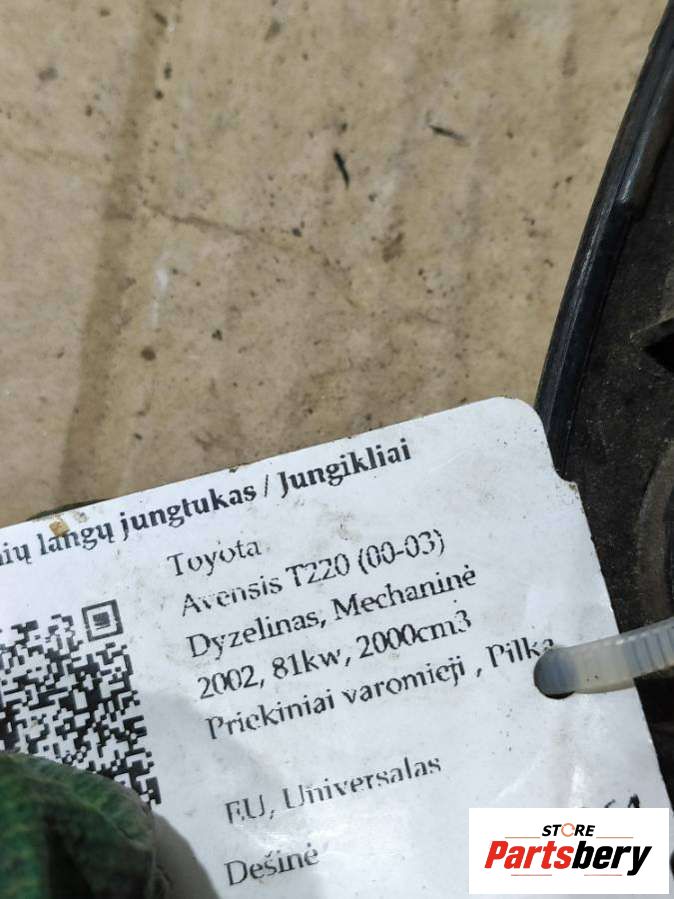 langų jungtukas / Jungikliai
Toyota
Avensis T220 (00-03)
Dyzelinas, Mechaninė
2002, 81kw, 2000cm3
Priekiniai varomieji , Pilka
EU, Universalas
Dešinė
STORE
Partsbery